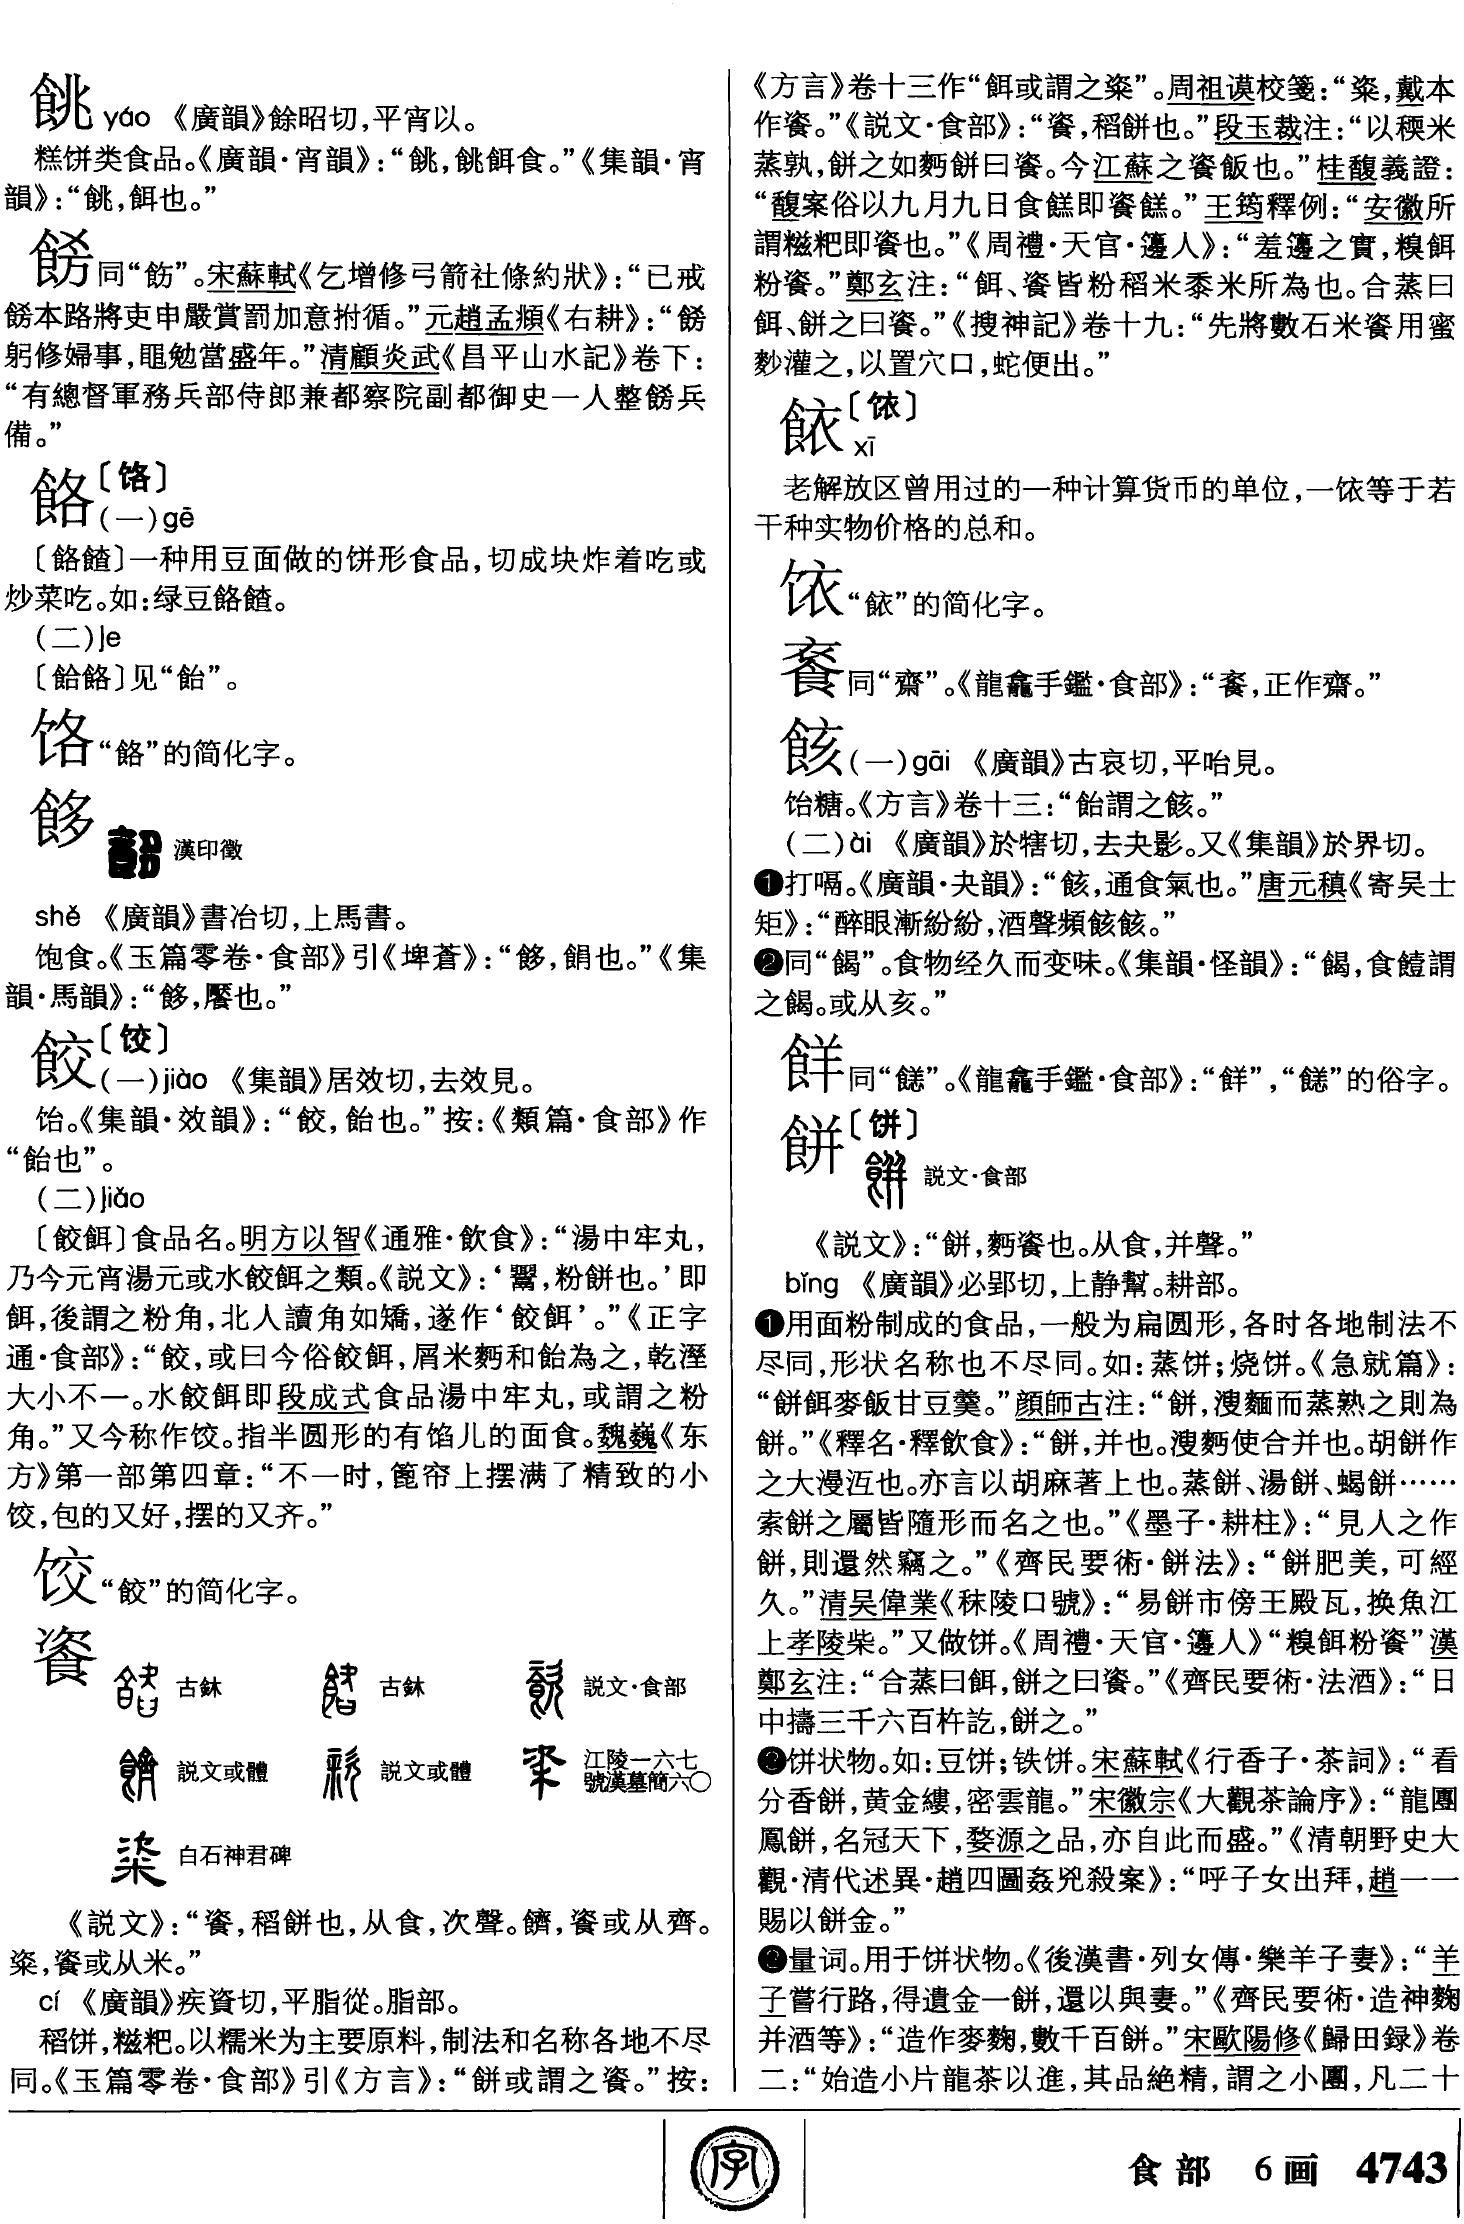 餆 yáo 《廣韻》餘昭切，平宵以。
糕饼类食品。《廣韻·宵韻》：“餆，餆餌食。”《集韻·宵
韻》：“餆，餌也。”
餝同“飭”。宋蘇軾《乞增修弓箭社條約狀》：“已戒
餝本路將吏申嚴賞罰加意拊循。”元趙孟頫《右耕》：“餝
躬修婦事，黽勉當盛年。”清顧炎武《昌平山水記》卷下：
“有總督軍務兵部侍郎兼都察院副都御史一人整餝兵
備。”
餎〔饹〕
（一）gē
〔餎餷〕一种用豆面做的饼形食品，切成块炸着吃或
炒菜吃。如：绿豆餎餷。
（二）le
〔餄餎〕见“餄”。
饹“餎”的简化字。
䬷 漢印徵
shě 《廣韻》書冶切，上馬書。
饱食。《玉篇零卷·食部》引《埤蒼》：“䬷，餇也。”《集
韻·馬韻》：“䬷，饜也。”
餃〔饺〕
（一）jiào 《集韻》居效切，去效見。
饴。《集韻·效韻》：“餃，飴也。”按：《類篇·食部》作
“飴也”。
（二）jiǎo
〔餃餌〕食品名。明方以智《通雅·飲食》：“湯中牢丸，
乃今元宵湯元或水餃餌之類。《説文》：‘䰞，粉餅也。’即
餌，後謂之粉角，北人讀角如矯，遂作‘餃餌’。”《正字
通·食部》：“餃，或曰今俗餃餌，屑米麪和飴為之，乾溼
大小不一。水餃餌即段成式食品湯中牢丸，或謂之粉
角。”又今称作饺。指半圆形的有馅儿的面食。魏巍《东
方》第一部第四章：“不一时，箆帘上摆满了精致的小
饺，包的又好，摆的又齐。”
饺“餃”的简化字。
餈 古鉥 古鉥 説文·食部
説文或體 説文或體 江陵一六七號漢墓簡六〇
白石神君碑
《説文》：“餈，稻餅也，从食，次聲。䭣，餈或从齊。
粢，餈或从米。”
cí 《廣韻》疾資切，平脂從。脂部。
稻饼，糍粑。以糯米为主要原料，制法和名称各地不尽
同。《玉篇零卷·食部》引《方言》：“餅或謂之餈。”按：
《方言》卷十三作“餌或謂之粢”。周祖谟校箋：“粢，戴本
作餈。”《説文·食部》：“餈，稻餅也。”段玉裁注：“以稬米
蒸孰，餅之如麪餅曰餈。今江蘇之餈飯也。”桂馥義證：
“馥案俗以九月九日食餻即餈餻。”王筠釋例：“安徽所
謂糍粑即餈也。”《周禮·天官·籩人》：“羞籩之實，糗餌
粉餈。”鄭玄注：“餌、餈皆粉稻米黍米所為也。合蒸曰
餌、餅之曰餈。”《搜神記》卷十九：“先將數石米餈用蜜
麨灌之，以置穴口，蛇便出。”
餏〔𫗢〕
xī
老解放区曾用过的一种计算货币的单位，一𫗢等于若
干种实物价格的总和。
𫗢“餏”的简化字。
同“齋”。《龍龕手鑑·食部》：“，正作齋。”
餩（一）gāi 《廣韻》古哀切，平咍見。
饴糖。《方言》卷十三：“飴謂之餩。”
（二）ài 《廣韻》於犗切，去夬影。又《集韻》於界切。
❶打嗝。《廣韻·夬韻》：“餩，通食氣也。”唐元稹《寄吴士
矩》：“醉眼漸紛紛，酒聲頻餩餩。”
❷同“餲”。食物经久而变味。《集韻·怪韻》：“餲，食饐謂
之餲。或从亥。”
䬺同“餻”。《龍龕手鑑·食部》：“䬺”，“餻”的俗字。
餅〔饼〕
説文·食部
《説文》：“餅，麪餈也。从食，并聲。”
bǐng 《廣韻》必郢切，上静幫。耕部。
❶用面粉制成的食品，一般为扁圆形，各时各地制法不
尽同，形状名称也不尽同。如：蒸饼；烧饼。《急就篇》：
“餅餌麥飯甘豆羹。”顔師古注：“餅，溲麵而蒸熟之則為
餅。”《釋名·釋飲食》：“餅，并也。溲麪使合并也。胡餅作
之大漫沍也。亦言以胡麻著上也。蒸餅、湯餅、蝎餅……
索餅之屬皆隨形而名之也。”《墨子·耕柱》：“見人之作
餅，則還然竊之。”《齊民要術·餅法》：“餅肥美，可經
久。”清吴偉業《秣陵口號》：“易餅市傍王殿瓦，换魚江
上孝陵柴。”又做饼。《周禮·天官·籩人》“糗餌粉餈”漢
鄭玄注：“合蒸曰餌，餅之曰餈。”《齊民要術·法酒》：“日
中擣三千六百杵訖，餅之。”
❷饼状物。如：豆饼；铁饼。宋蘇軾《行香子·茶詞》：“看
分香餅，黄金縷，密雲龍。”宋徽宗《大觀茶論序》：“龍團
鳳餅，名冠天下，婺源之品，亦自此而盛。”《清朝野史大
觀·清代述異·趙四圖姦兇殺案》：“呼子女出拜，趙一一
賜以餅金。”
❸量词。用于饼状物。《後漢書·列女傳·樂羊子妻》：“羊
子嘗行路，得遺金一餅，還以與妻。”《齊民要術·造神麴
并酒等》：“造作麥麴，數千百餅。”宋歐陽修《歸田録》卷
二：“始造小片龍茶以進，其品絶精，謂之小團，凡二十
字
食部 6画 4743